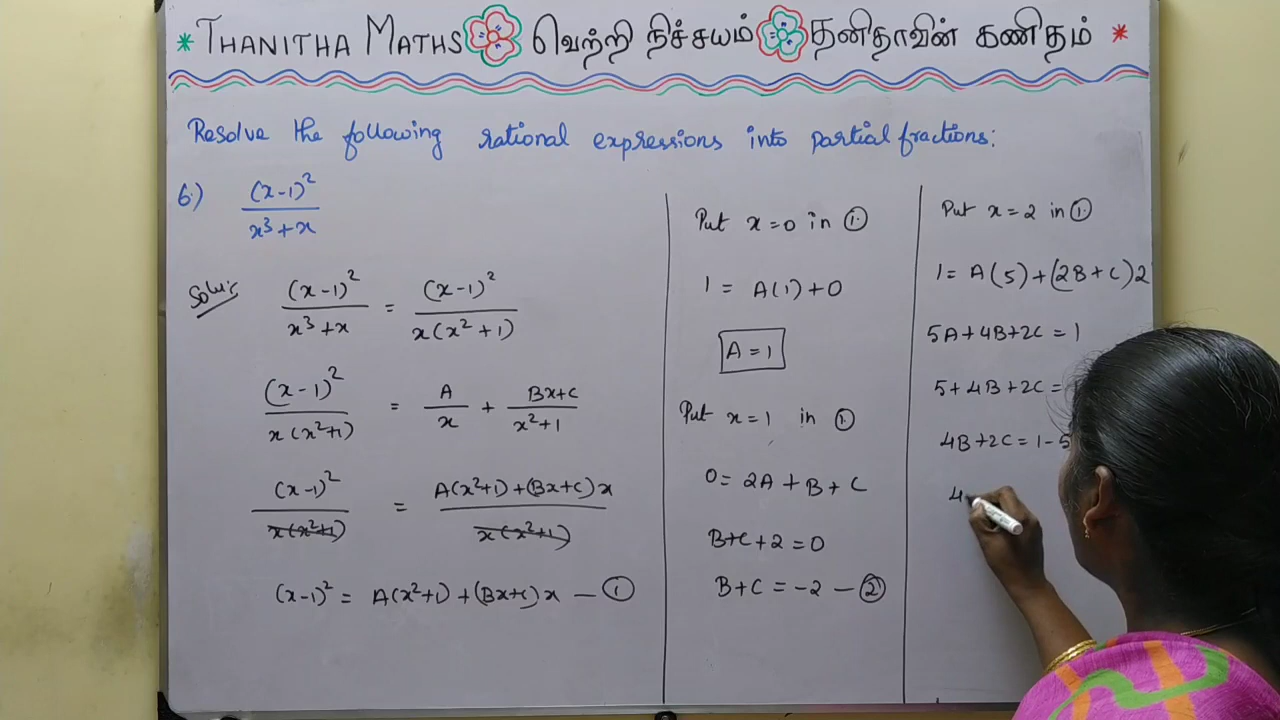 * THANITHA MATHS வெற்றி நிச்சயம் தனிதாவின் கணிதம் *
Resolve the following rational expressions into partial fractions:
6.) (x-1)² / x³+x
Soln:
(x-1)² / x³+x = (x-1)² / x(x²+1)
(x-1)² / x(x²+1) = A/x + Bx+C / x²+1
(x-1)² / x(x²+1) = A(x²+1)+(Bx+C)x / x(x²+1)
(x-1)² = A(x²+1)+(Bx+C)x — ①
Put x=0 in ①
1 = A(1)+0
A = 1
Put x=1 in ①
0 = 2A + B + C
B+C+2 = 0
B+C = -2 — ②
Put x=2 in ①
1 = A(5)+(2B+C)2
5A+4B+2C = 1
5+4B+2C =
4B+2C = 1-5
4